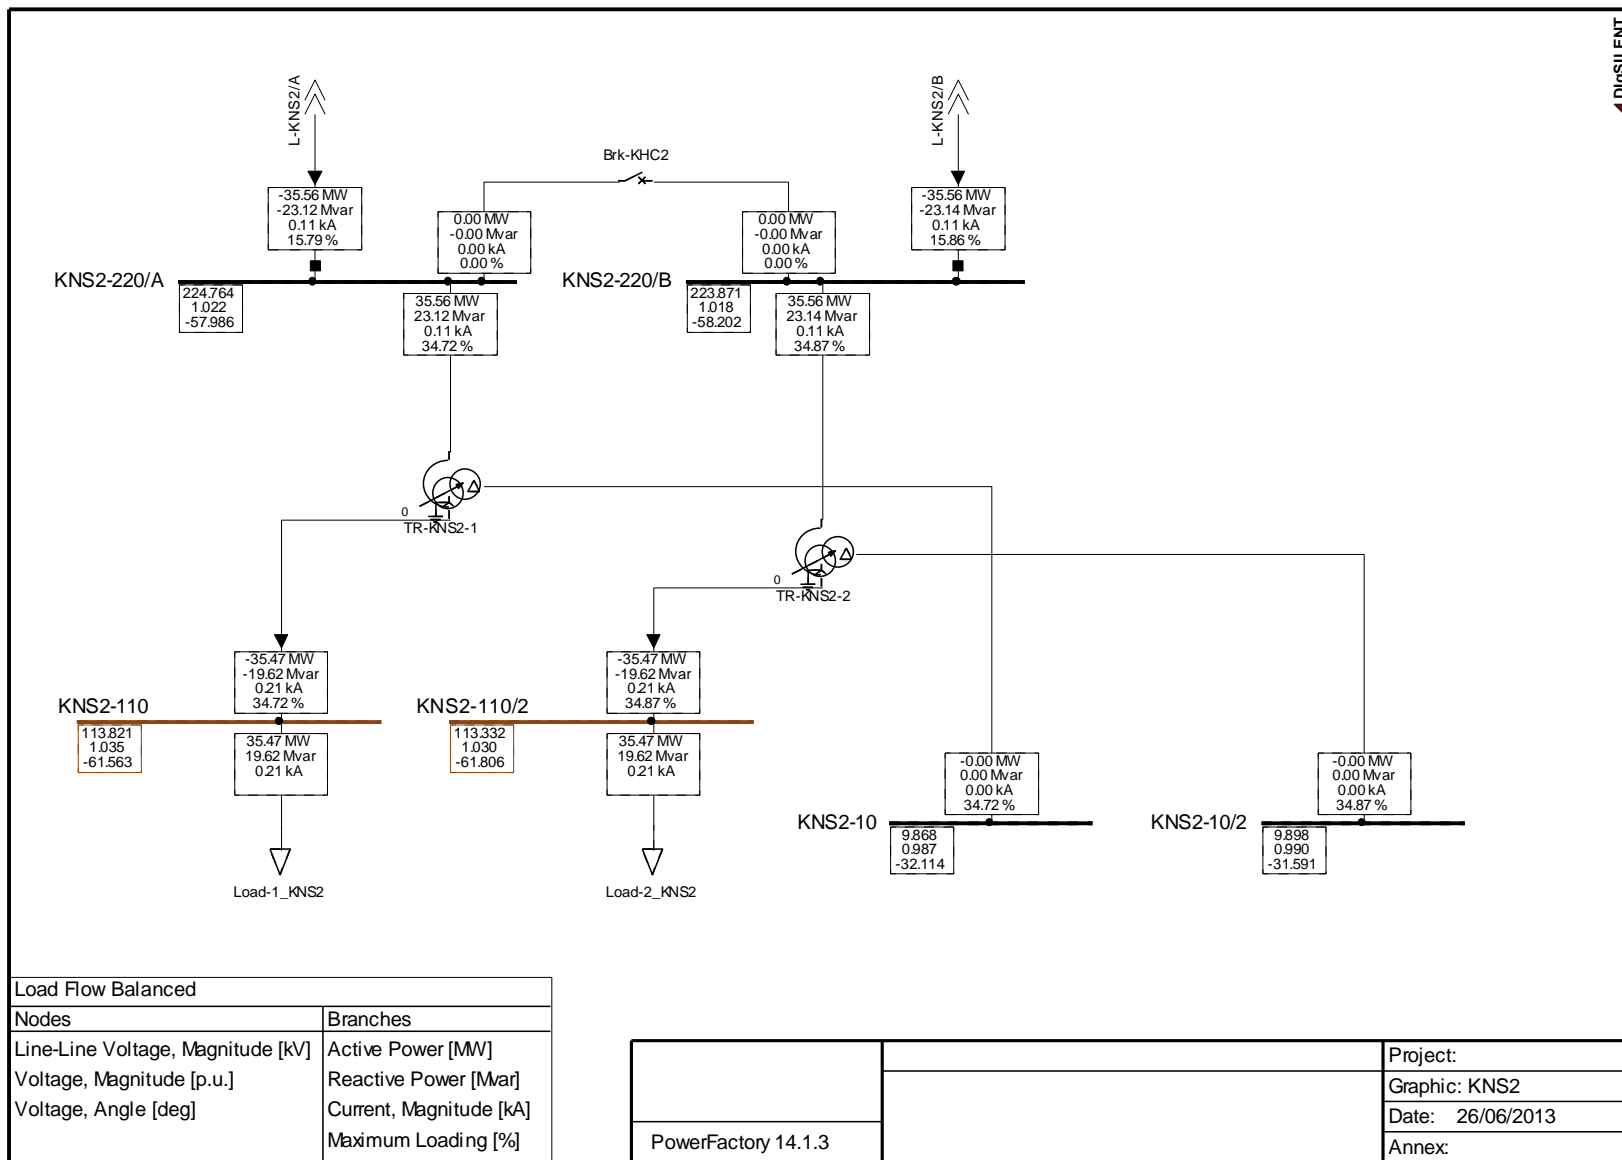 DIgSILENT
L-KNS2/A
L-KNS2/B
Brk-KHC2
-35.56 MW
-23.12 Mvar
0.11 kA
15.79 %
0.00 MW
-0.00 Mvar
0.00 kA
0.00 %
0.00 MW
-0.00 Mvar
0.00 kA
0.00 %
-35.56 MW
-23.14 Mvar
0.11 kA
15.86 %
KNS2-220/A
224.764
1.022
-57.986
35.56 MW
23.12 Mvar
0.11 kA
34.72 %
KNS2-220/B
223.871
1.018
-58.202
35.56 MW
23.14 Mvar
0.11 kA
34.87 %
0
TR-KNS2-1
0
TR-KNS2-2
-35.47 MW
-19.62 Mvar
0.21 kA
34.72 %
KNS2-110
113.821
1.035
-61.563
35.47 MW
19.62 Mvar
0.21 kA
-35.47 MW
-19.62 Mvar
0.21 kA
34.87 %
KNS2-110/2
113.332
1.030
-61.806
35.47 MW
19.62 Mvar
0.21 kA
-0.00 MW
0.00 Mvar
0.00 kA
34.72 %
KNS2-10
9.868
0.987
-32.114
-0.00 MW
0.00 Mvar
0.00 kA
34.87 %
KNS2-10/2
9.898
0.990
-31.591
Load-1_KNS2
Load-2_KNS2
Load Flow Balanced
Nodes
Branches
Line-Line Voltage, Magnitude [kV]
Active Power [MW]
Voltage, Magnitude [p.u.]
Reactive Power [Mvar]
Voltage, Angle [deg]
Current, Magnitude [kA]
Maximum Loading [%]
PowerFactory 14.1.3
Project:
Graphic: KNS2
Date: 26/06/2013
Annex: